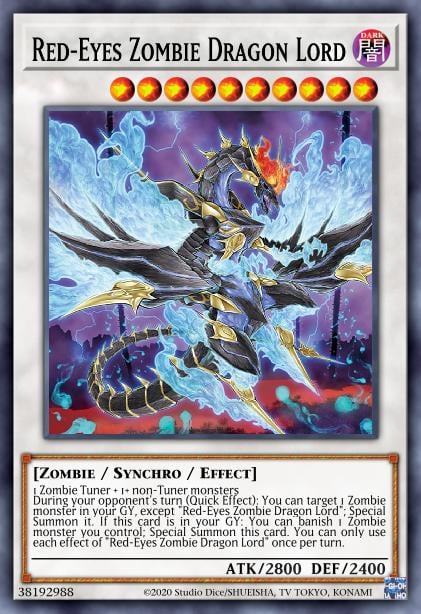 RED-EYES ZOMBIE DRAGON LORD
DARK
闇
[ZOMBIE / SYNCHRO / EFFECT]
1 Zombie Tuner + 1+ non-Tuner monsters
During your opponent's turn (Quick Effect): You can target 1 Zombie
monster in your GY, except "Red-Eyes Zombie Dragon Lord"; Special
Summon it. If this card is in your GY: You can banish 1 Zombie
monster you control; Special Summon this card. You can only use
each effect of "Red-Eyes Zombie Dragon Lord" once per turn.
ATK/2800 DEF/2400
38192988
©2020 Studio Dice/SHUEISHA, TV TOKYO, KONAMI